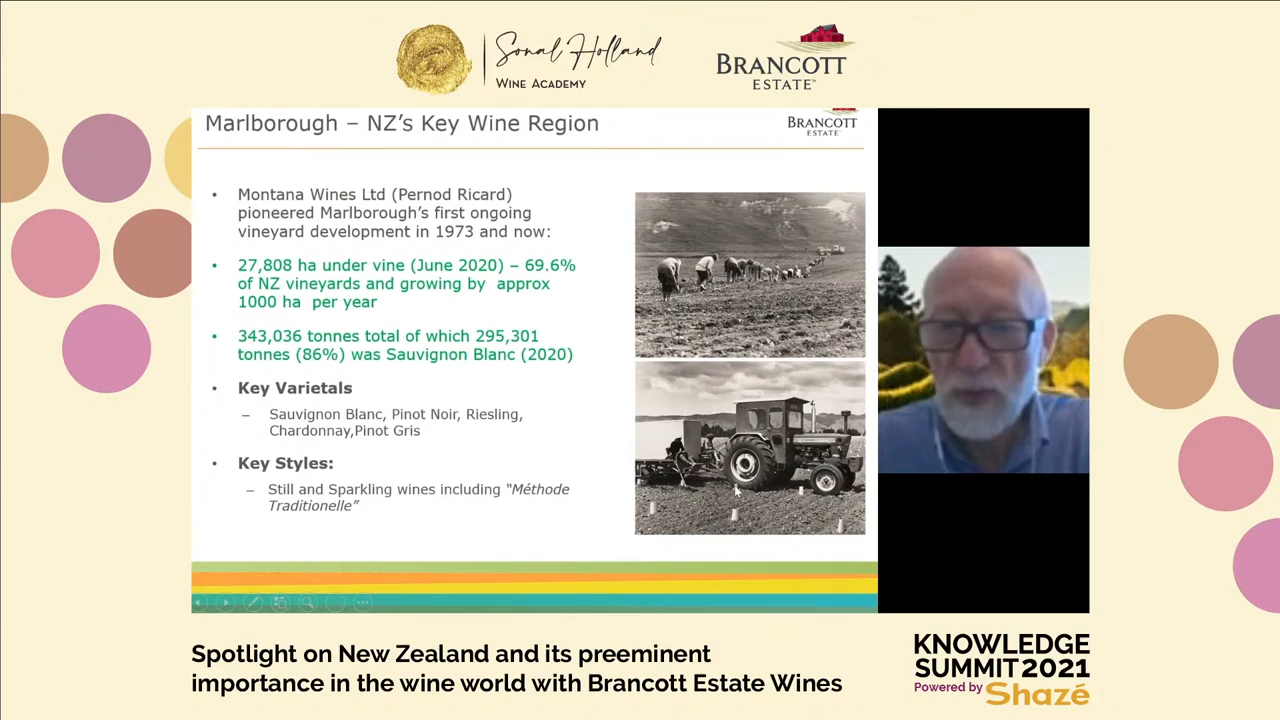 Sonal Holland
WINE ACADEMY
BRANCOTT
ESTATE™
Marlborough – NZ's Key Wine Region
BRANCOTT
ESTATE
• Montana Wines Ltd (Pernod Ricard)
pioneered Marlborough's first ongoing
vineyard development in 1973 and now:
• 27,808 ha under vine (June 2020) – 69.6%
of NZ vineyards and growing by approx
1000 ha per year
• 343,036 tonnes total of which 295,301
tonnes (86%) was Sauvignon Blanc (2020)
• Key Varietals
– Sauvignon Blanc, Pinot Noir, Riesling,
Chardonnay,Pinot Gris
• Key Styles:
– Still and Sparkling wines including “Méthode
Traditionelle”
Spotlight on New Zealand and its preeminent
importance in the wine world with Brancott Estate Wines
KNOWLEDGE
SUMMIT 2021
Powered by Shazé